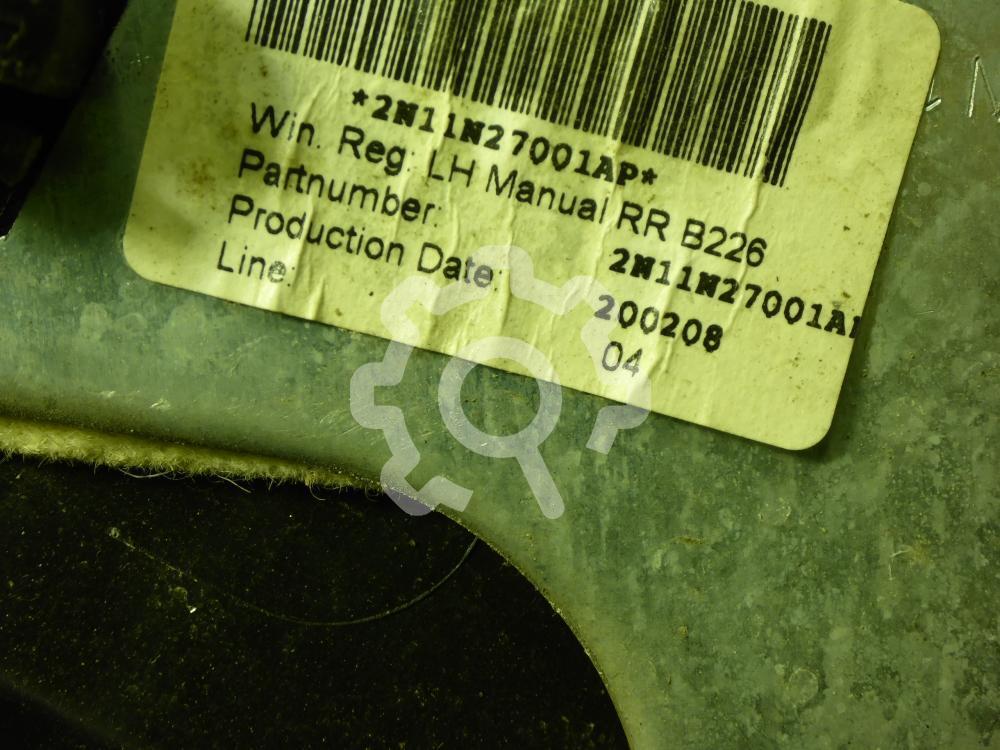 *2N11N27001AP*
Win. Reg. LH Manual RR B226
Partnumber: 2N11N27001A
Production Date: 200208
Line: 04